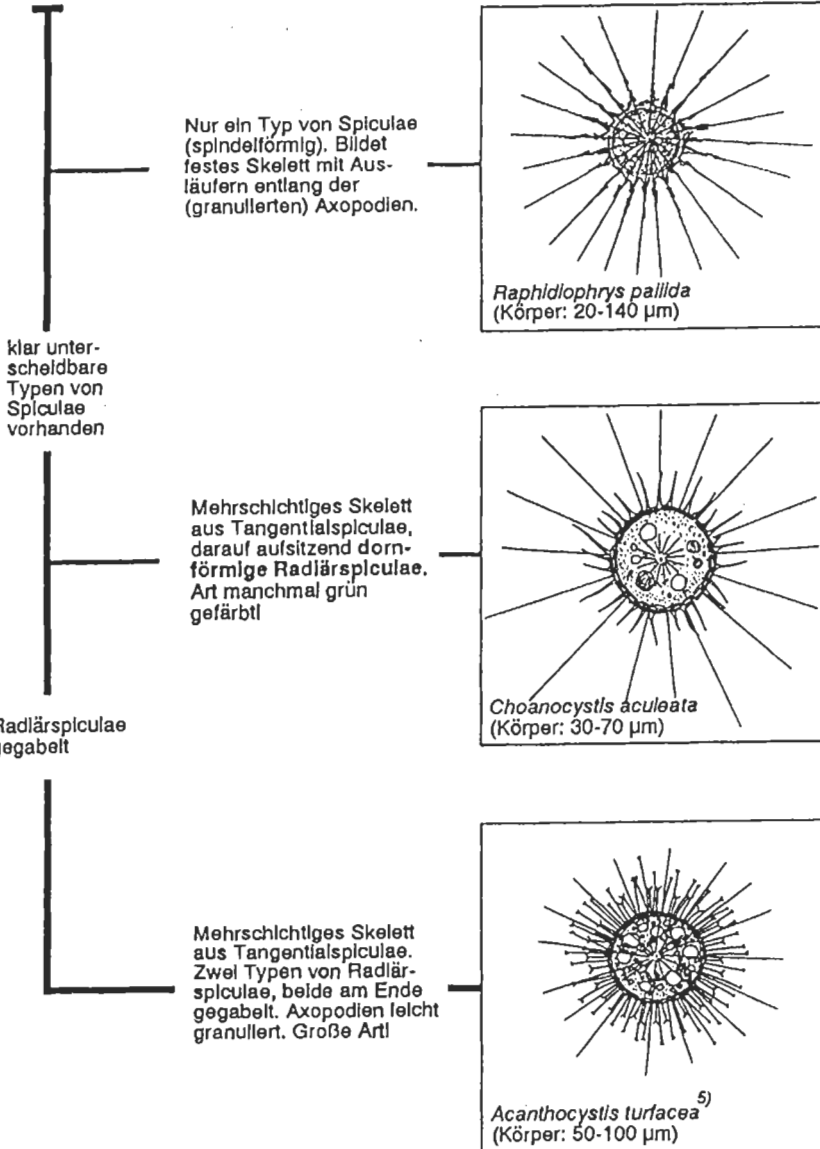 Nur ein Typ von Spiculae
(spindelförmig). Bildet
festes Skelett mit Aus-
läufern entlang der
(granulierten) Axopodien.
Raphidiophrys pallida
(Körper: 20-140 µm)
klar unter-
scheidbare
Typen von
Spiculae
vorhanden
Mehrschichtiges Skelett
aus Tangentialspiculae,
darauf aufsitzend dorn-
förmige Radiärspiculae.
Art manchmal grün
gefärbt!
Choanocystis aculeata
(Körper: 30-70 µm)
Radiärspiculae
gegabelt
Mehrschichtiges Skelett
aus Tangentialspiculae.
Zwei Typen von Radiär-
spiculae, beide am Ende
gegabelt. Axopodien leicht
granuliert. Große Art!
Acanthocystis turfacea 5)
(Körper: 50-100 µm)